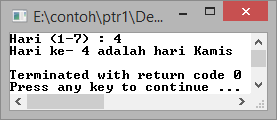 E:\contoh\ptr1\De...
Hari (1-7) : 4
Hari ke- 4 adalah hari Kamis
Terminated with return code 0
Press any key to continue ...